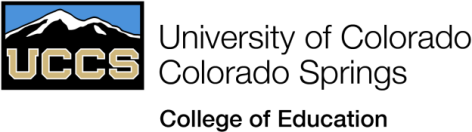 UCCS
University of Colorado
Colorado Springs
College of Education